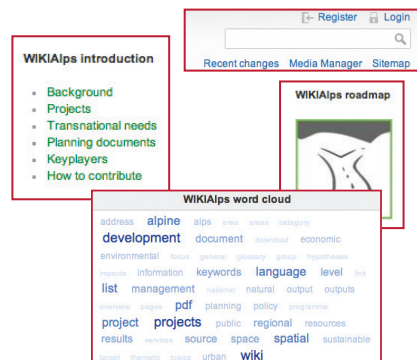 Register Login
Recent changes Media Manager Sitemap
WIKIAlps introduction
Background
Projects
Transnational needs
Planning documents
Keyplayers
How to contribute
WIKIAlps roadmap
WIKIAlps word cloud
address alpine alps area areas category
development document download economic
environmental focus general glossary group hypotheses
impacts information keywords language level link
list management national natural output outputs
overview pages pdf planning policy programme
project projects public regional resources
results services source space spatial sustainable
target thematic topics urban wiki